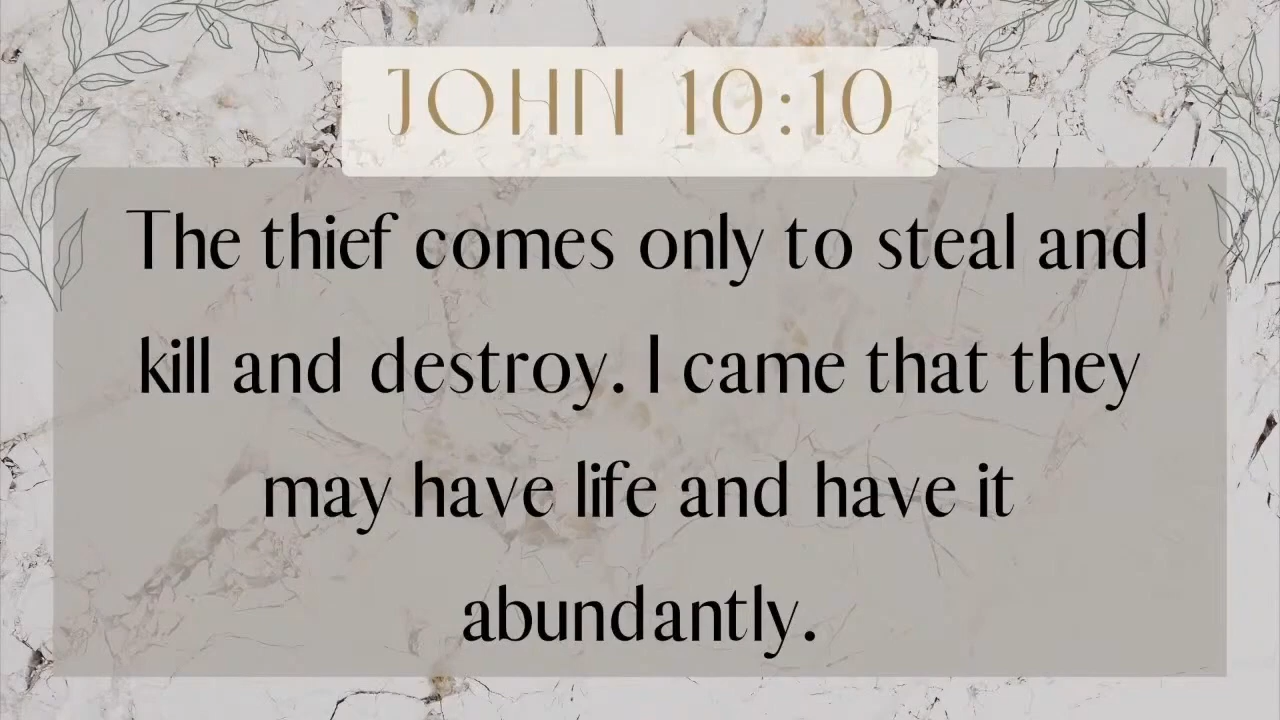 JOHN 10:10
The thief comes only to steal and
kill and destroy. I came that they
may have life and have it
abundantly.